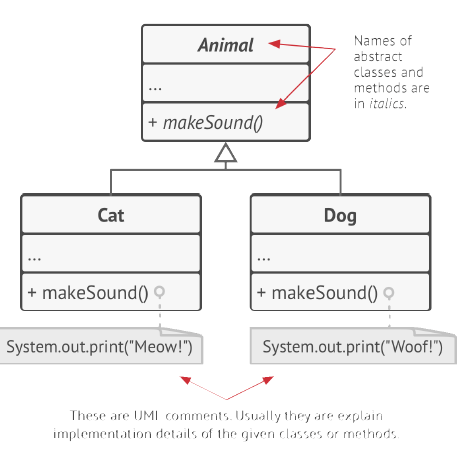 Animal
Names of
abstract
classes and
methods are
in italics.
...
+ makeSound()
Cat
Dog
...
...
+ makeSound()
+ makeSound()
System.out.print("Meow!")
System.out.print("Woof!")
These are UML comments. Usually they are explain
implementation details of the given classes or methods